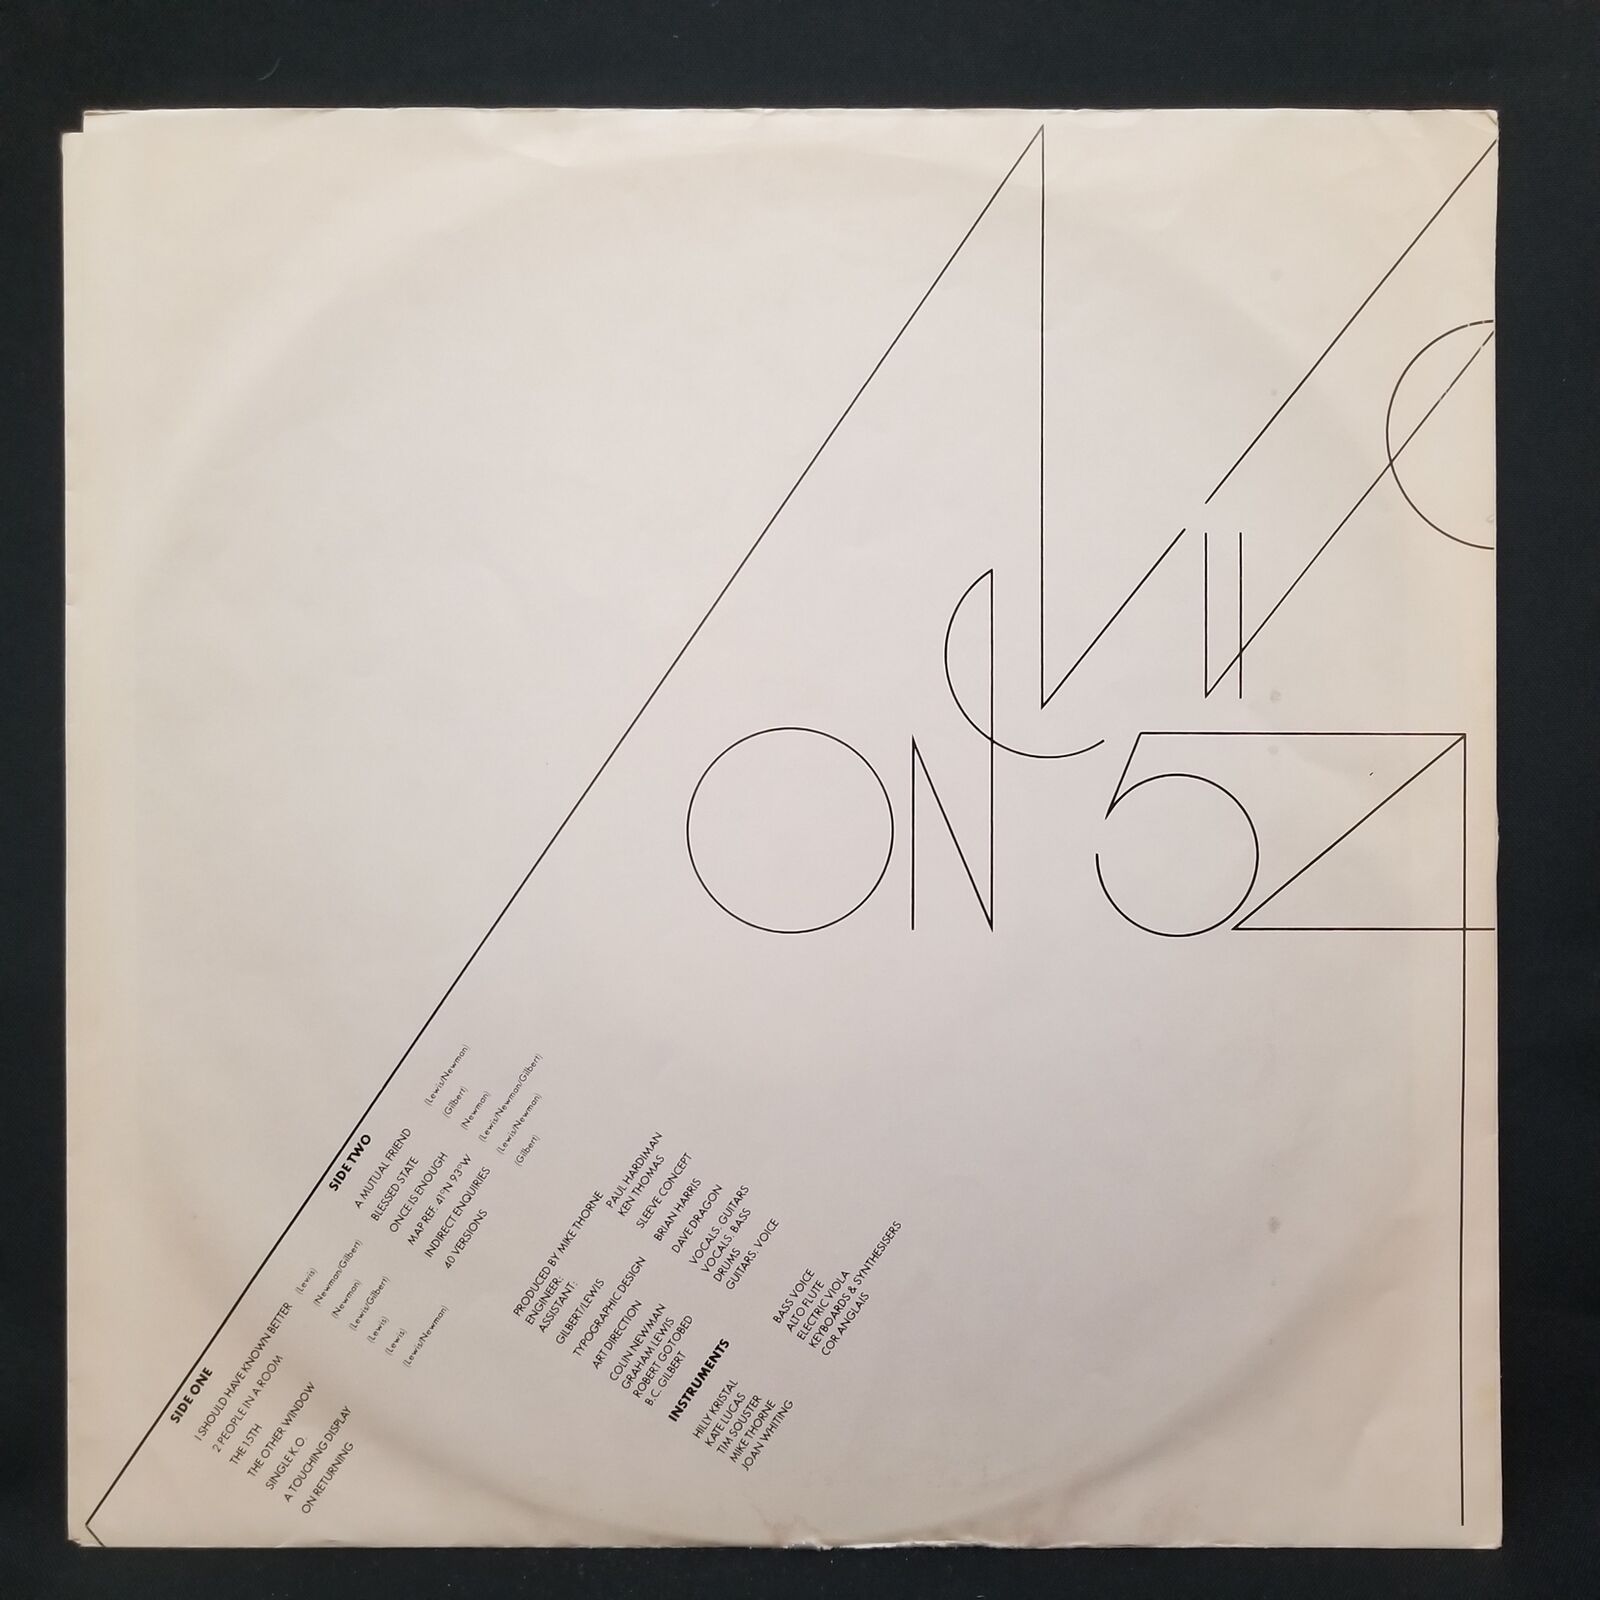 ON 154
SIDE ONE
I SHOULD HAVE KNOWN BETTER (Lewis)
2 PEOPLE IN A ROOM (Newman/Gilbert)
THE 15TH (Newman)
THE OTHER WINDOW (Lewis/Gilbert)
SINGLE K.O. (Lewis)
A TOUCHING DISPLAY (Lewis)
ON RETURNING (Lewis/Newman)
SIDE TWO
A MUTUAL FRIEND (Lewis/Newman)
BLESSED STATE (Gilbert)
ONCE IS ENOUGH (Newman)
MAP REF. 41°N 93°W (Lewis/Newman/Gilbert)
INDIRECT ENQUIRIES (Lewis/Newman)
40 VERSIONS (Gilbert)
PRODUCED BY MIKE THORNE
ENGINEER: PAUL HARDIMAN
ASSISTANT: KEN THOMAS
GILBERT/LEWIS SLEEVE CONCEPT
TYPOGRAPHIC DESIGN BRIAN HARRIS
ART DIRECTION DAVE DRAGON
COLIN NEWMAN VOCALS. GUITARS
GRAHAM LEWIS VOCALS. BASS
ROBERT GOTOBED DRUMS
B.C. GILBERT GUITARS. VOICE
INSTRUMENTS
HILLY KRISTAL BASS VOICE
KATE LUCAS ALTO FLUTE
TIM SOUSTER ELECTRIC VIOLA
MIKE THORNE KEYBOARDS & SYNTHESISERS
JOAN WHITING COR ANGLAIS